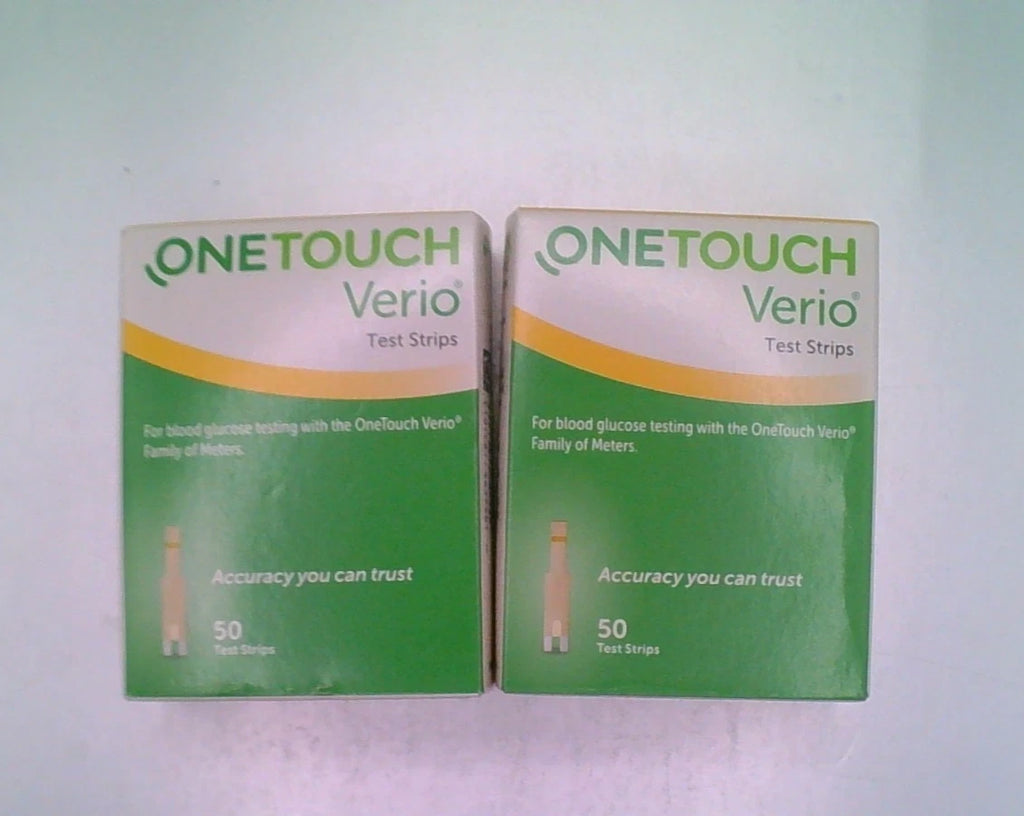 ONETOUCH
Verio®
Test Strips
For blood glucose testing with the OneTouch Verio®
Family of Meters.
Accuracy you can trust
50
Test Strips
ONETOUCH
Verio®
Test Strips
For blood glucose testing with the OneTouch Verio®
Family of Meters.
Accuracy you can trust
50
Test Strips